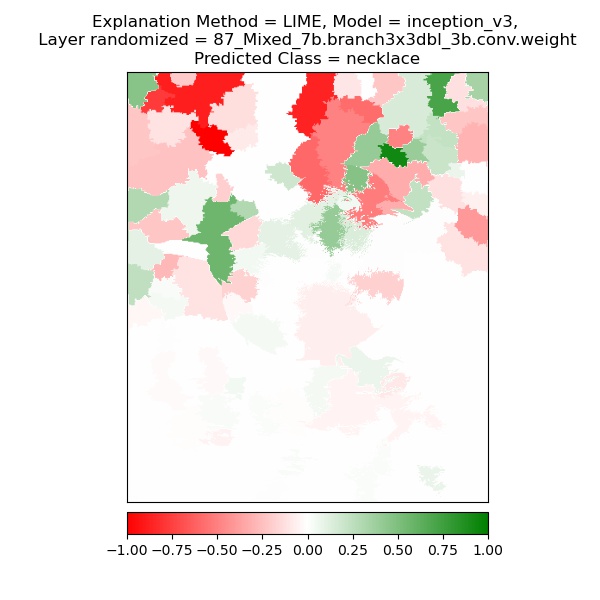 Explanation Method = LIME, Model = inception_v3,
Layer randomized = 87_Mixed_7b.branch3x3dbl_3b.conv.weight
Predicted Class = necklace
−1.00 −0.75 −0.50 −0.25 0.00 0.25 0.50 0.75 1.00